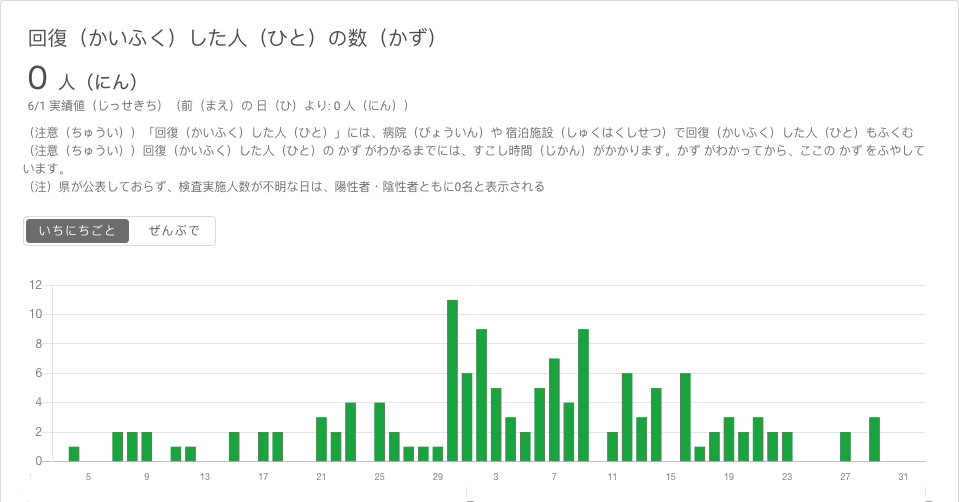 回復（かいふく）した人（ひと）の数（かず）
0 人（にん）
6/1 実績値（じっせきち）（前（まえ）の 日（ひ）より: 0 人（にん））
（注意（ちゅうい））「回復（かいふく）した人（ひと）」には、病院（びょういん）や 宿泊施設（しゅくはくしせつ）で回復（かいふく）した人（ひと）もふくむ
（注意（ちゅうい））回復（かいふく）した人（ひと）の かず がわかるまでには、すこし時間（じかん）がかかります。かず がわかってから、ここの かず をふやして
います。
（注）県が公表しておらず、検査実施人数が不明な日は、陽性者・陰性者ともに0名と表示される
いちにちごと ぜんぶで
12
10
8
6
4
2
0
1 5 9 13 17 21 25 29 3 7 11 15 19 23 27 31